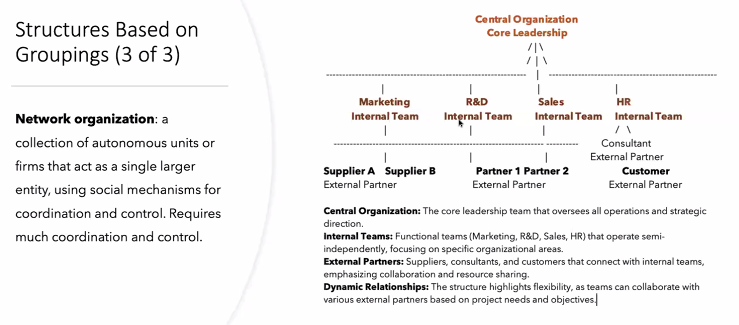 Structures Based on
Groupings (3 of 3)
Network organization: a
collection of autonomous units or
firms that act as a single larger
entity, using social mechanisms for
coordination and control. Requires
much coordination and control.
Central Organization
Core Leadership
/|\
/ | \
------------------------------------------------------------ | --------------------------------------------------
| | | |
Marketing R&D Sales HR
Internal Team Internal Team Internal Team Internal Team
| | | / \
------------------------------------------------------------- ---------- Consultant
| | | External Partner
Supplier A Supplier B Partner 1 Partner 2 Customer
External Partner External Partner External Partner
Central Organization: The core leadership team that oversees all operations and strategic
direction.
Internal Teams: Functional teams (Marketing, R&D, Sales, HR) that operate semi-
independently, focusing on specific organizational areas.
External Partners: Suppliers, consultants, and customers that connect with internal teams,
emphasizing collaboration and resource sharing.
Dynamic Relationships: The structure highlights flexibility, as teams can collaborate with
various external partners based on project needs and objectives.